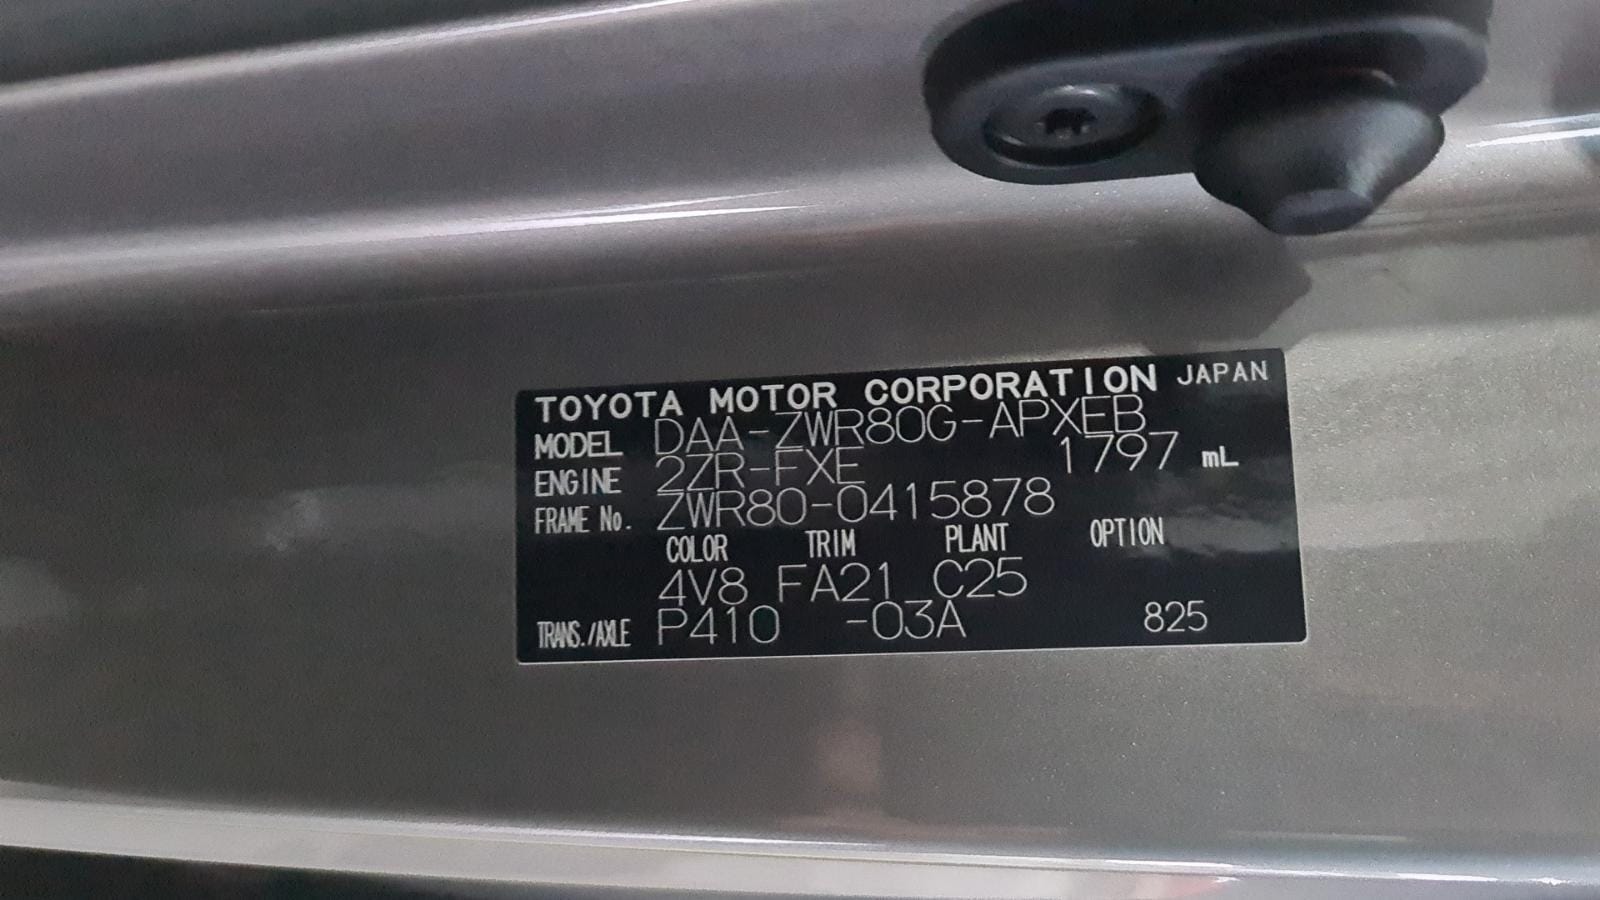 TOYOTA MOTOR CORPORATION JAPAN
MODEL DAA-ZWR80G-APXEB
ENGINE 2ZR-FXE 1797 mL
FRAME No. ZWR80-0415878
COLOR TRIM PLANT OPTION
4V8 FA21 C25
TRANS./AXLE P410 -03A 825